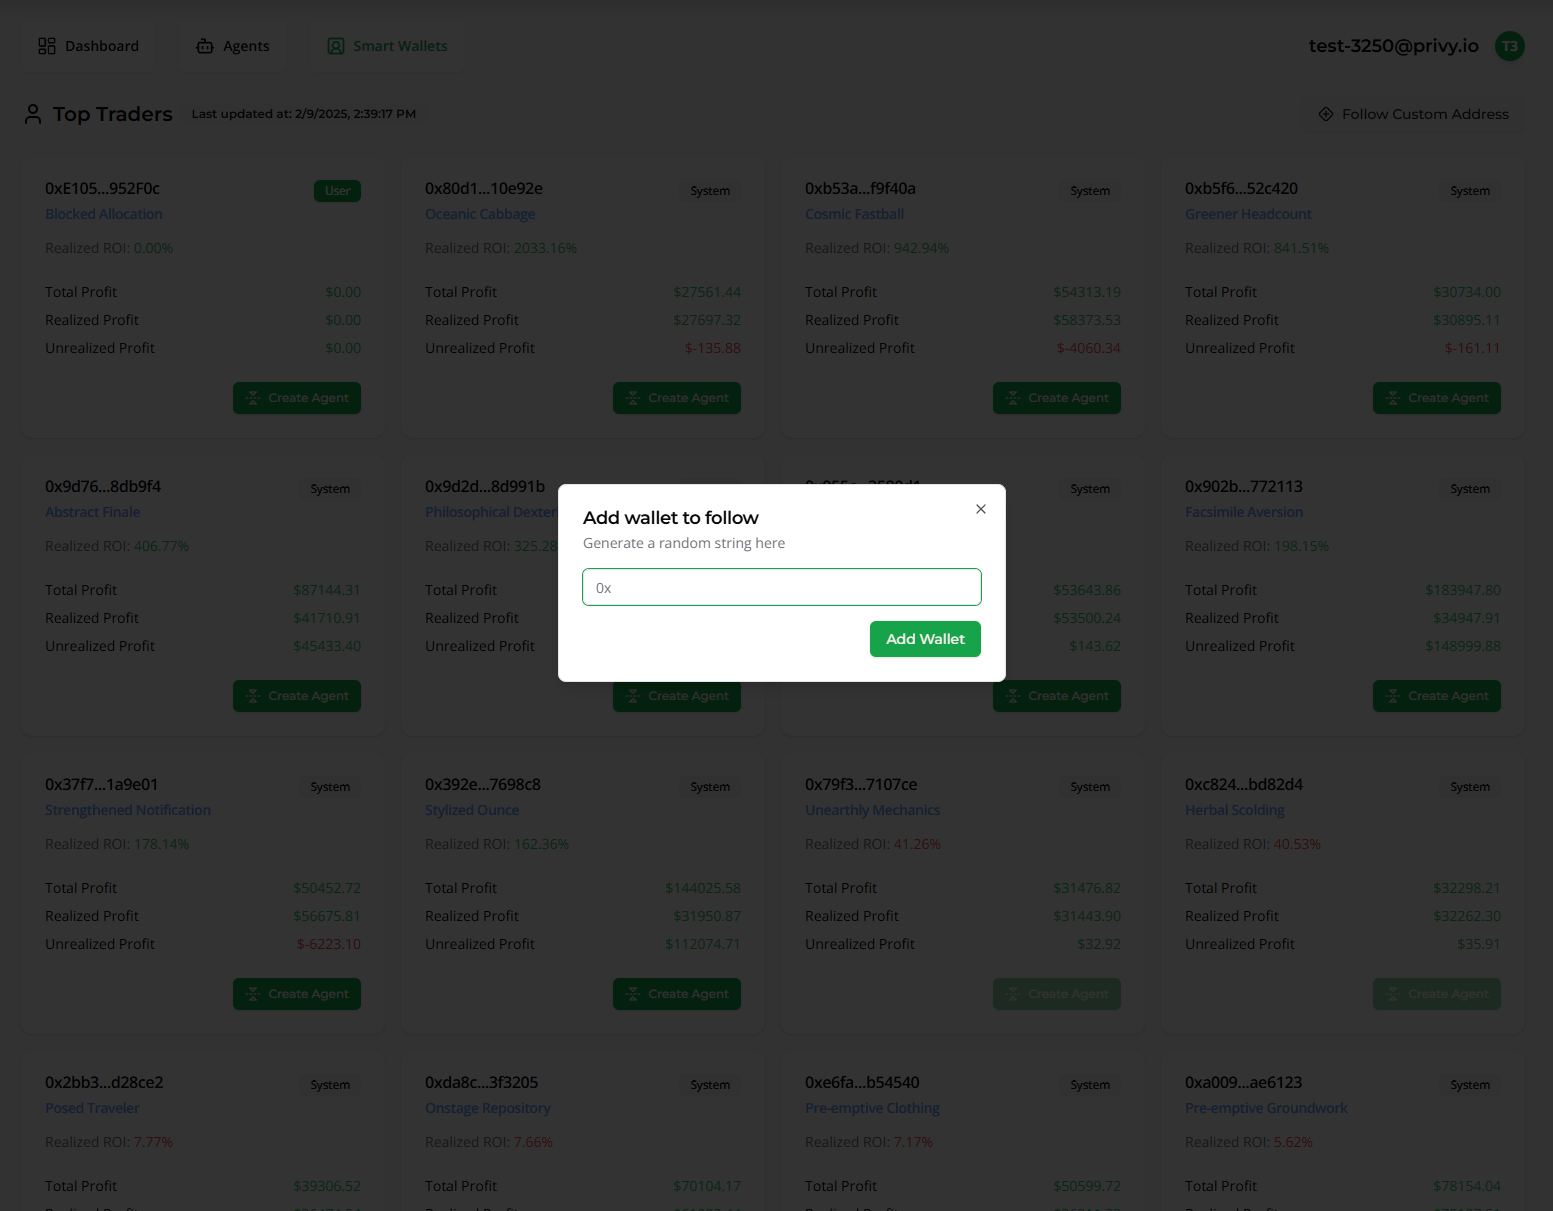 Dashboard
Agents
Smart Wallets
test-3250@privy.io
T3
Top Traders
Last updated at: 2/9/2025, 2:39:17 PM
Follow Custom Address
0xE105...952F0c
User
Blocked Allocation
Realized ROI: 0.00%
Total Profit $0.00
Realized Profit $0.00
Unrealized Profit $0.00
Create Agent
0x80d1...10e92e
System
Oceanic Cabbage
Realized ROI: 2033.16%
Total Profit $27561.44
Realized Profit $27697.32
Unrealized Profit $-135.88
Create Agent
0xb53a...f9f40a
System
Cosmic Fastball
Realized ROI: 942.94%
Total Profit $54313.19
Realized Profit $58373.53
Unrealized Profit $-4060.34
Create Agent
0xb5f6...52c420
System
Greener Headcount
Realized ROI: 841.51%
Total Profit $30734.00
Realized Profit $30895.11
Unrealized Profit $-161.11
Create Agent
0x9d76...8db9f4
System
Abstract Finale
Realized ROI: 406.77%
Total Profit $87144.31
Realized Profit $41710.91
Unrealized Profit $45433.40
Create Agent
0x9d2d...8d991b
Philosophical Dexter
Realized ROI: 325.28
Total Profit
Realized Profit
Unrealized Profit
Create Agent
System
$53643.86
$53500.24
$143.62
Create Agent
0x902b...772113
System
Facsimile Aversion
Realized ROI: 198.15%
Total Profit $183947.80
Realized Profit $34947.91
Unrealized Profit $148999.88
Create Agent
Add wallet to follow
Generate a random string here
0x
Add Wallet
0x37f7...1a9e01
System
Strengthened Notification
Realized ROI: 178.14%
Total Profit $50452.72
Realized Profit $56675.81
Unrealized Profit $-6223.10
Create Agent
0x392e...7698c8
System
Stylized Ounce
Realized ROI: 162.36%
Total Profit $144025.58
Realized Profit $31950.87
Unrealized Profit $112074.71
Create Agent
0x79f3...7107ce
System
Unearthly Mechanics
Realized ROI: 41.26%
Total Profit $31476.82
Realized Profit $31443.90
Unrealized Profit $32.92
Create Agent
0xc824...bd82d4
System
Herbal Scolding
Realized ROI: 40.53%
Total Profit $32298.21
Realized Profit $32262.30
Unrealized Profit $35.91
Create Agent
0x2bb3...d28ce2
System
Posed Traveler
Realized ROI: 7.77%
Total Profit $39306.52
0xda8c...3f3205
System
Onstage Repository
Realized ROI: 7.66%
Total Profit $70104.17
0xe6fa...b54540
System
Pre-emptive Clothing
Realized ROI: 7.17%
Total Profit $50599.72
0xa009...ae6123
System
Pre-emptive Groundwork
Realized ROI: 5.62%
Total Profit $78154.04